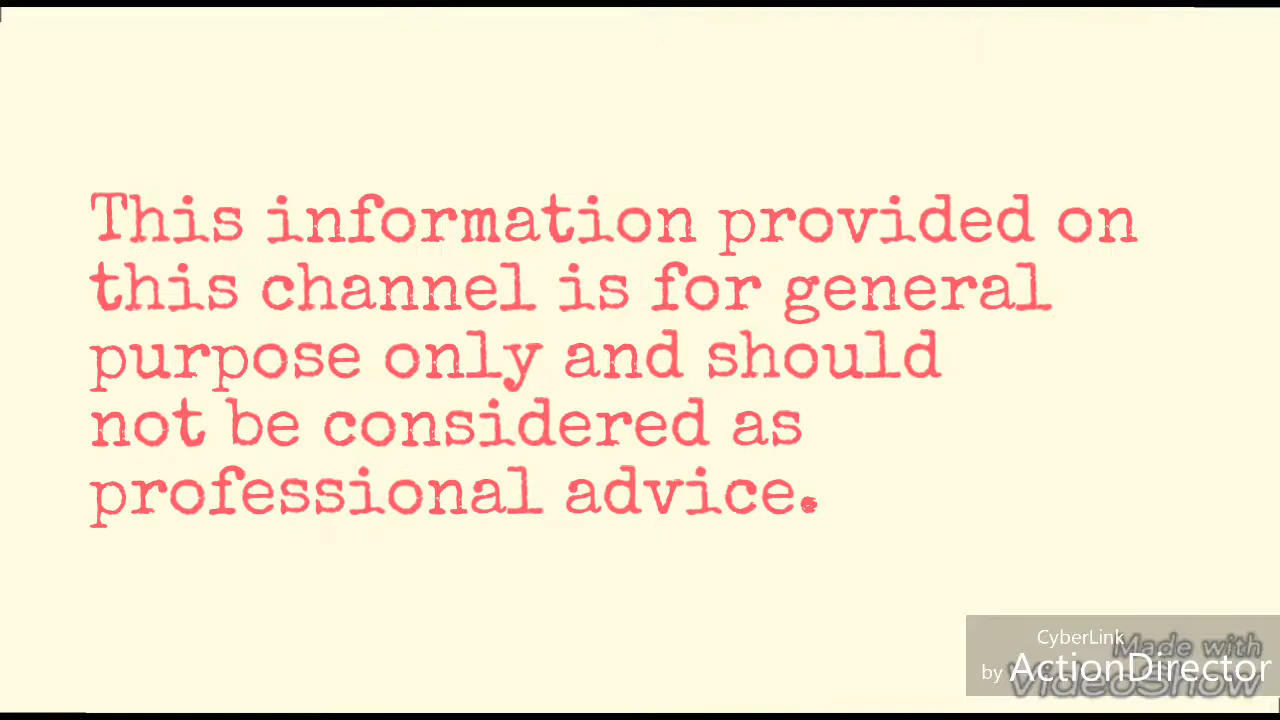 This information provided on
this channel is for general
purpose only and should
not be considered as
professional advice.
CyberLink
Made with
by ActionDirector
VideoShow